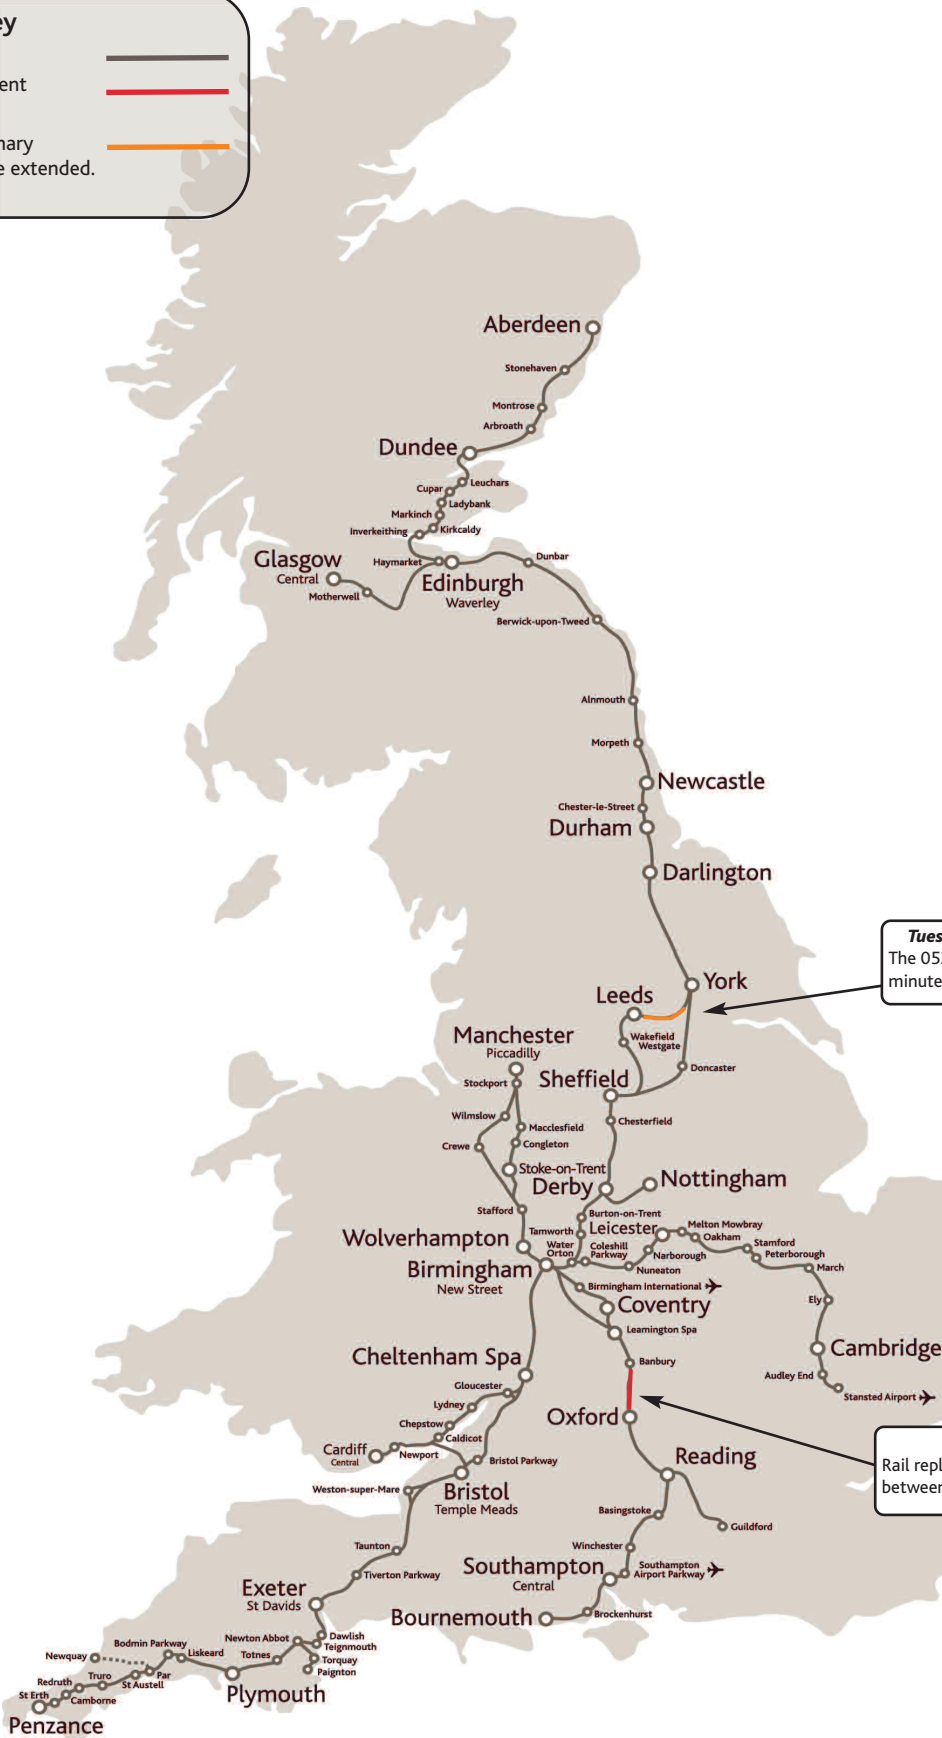 ey
ent
nary
e extended.
Aberdeen
Stonehaven
Montrose
Arbroath
Dundee
Leuchars
Cupar
Ladybank
Markinch
Kirkcaldy
Inverkeithing
Glasgow
Central
Haymarket
Dunbar
Motherwell
Edinburgh
Waverley
Berwick-upon-Tweed
Alnmouth
Morpeth
Newcastle
Chester-le-Street
Durham
Darlington
Tues
The 053
minute
York
Leeds
Wakefield
Westgate
Manchester
Piccadilly
Doncaster
Sheffield
Stockport
Wilmslow
Chesterfield
Macclesfield
Crewe
Congleton
Stoke-on-Trent
Nottingham
Derby
Stafford
Burton-on-Trent
Tamworth
Leicester
Melton Mowbray
Oakham
Wolverhampton
Water
Orton
Coleshill
Parkway
Narborough
Stamford
Peterborough
Birmingham
New Street
Nuneaton
March
Birmingham International
Ely
Coventry
Leamington Spa
Cambridge
Cheltenham Spa
Banbury
Audley End
Gloucester
Stansted Airport
Lydney
Oxford
Chepstow
Caldicot
Cardiff
Central
Newport
Bristol Parkway
Reading
Rail repl
between
Weston-super-Mare
Bristol
Temple Meads
Basingstoke
Guildford
Taunton
Winchester
Tiverton Parkway
Southampton
Central
Southampton
Airport Parkway
Exeter
St Davids
Bournemouth
Brockenhurst
Newton Abbot
Dawlish
Teignmouth
Bodmin Parkway
Liskeard
Totnes
Newquay
Torquay
Paignton
Par
Truro
St Austell
Redruth
Plymouth
St Erth
Camborne
Penzance